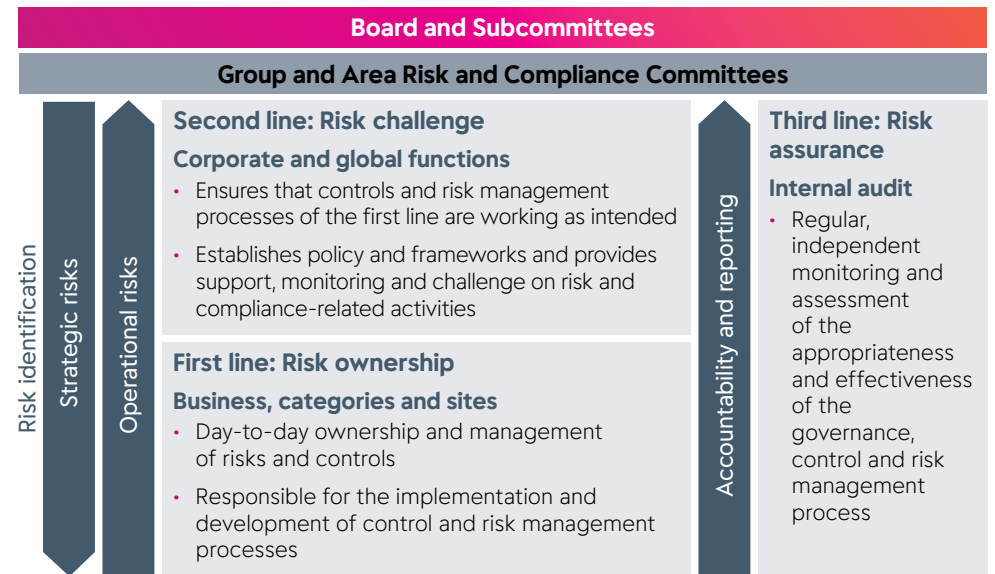 Board and Subcommittees
Group and Area Risk and Compliance Committees
Risk identification
Strategic risks
Operational risks
Second line: Risk challenge
Corporate and global functions
• Ensures that controls and risk management
processes of the first line are working as intended
• Establishes policy and frameworks and provides
support, monitoring and challenge on risk and
compliance-related activities
First line: Risk ownership
Business, categories and sites
• Day-to-day ownership and management
of risks and controls
• Responsible for the implementation and
development of control and risk management
processes
Accountability and reporting
Third line: Risk
assurance
Internal audit
• Regular,
independent
monitoring and
assessment
of the
appropriateness
and effectiveness
of the
governance,
control and risk
management
process